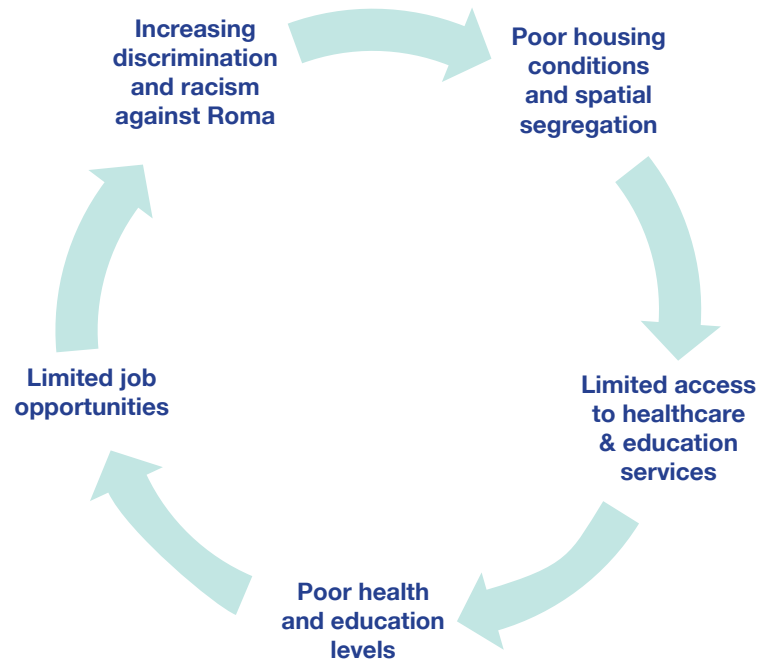 Increasing
discrimination
and racism
against Roma
Poor housing
conditions
and spatial
segregation
Limited access
to healthcare
& education
services
Poor health
and education
levels
Limited job
opportunities